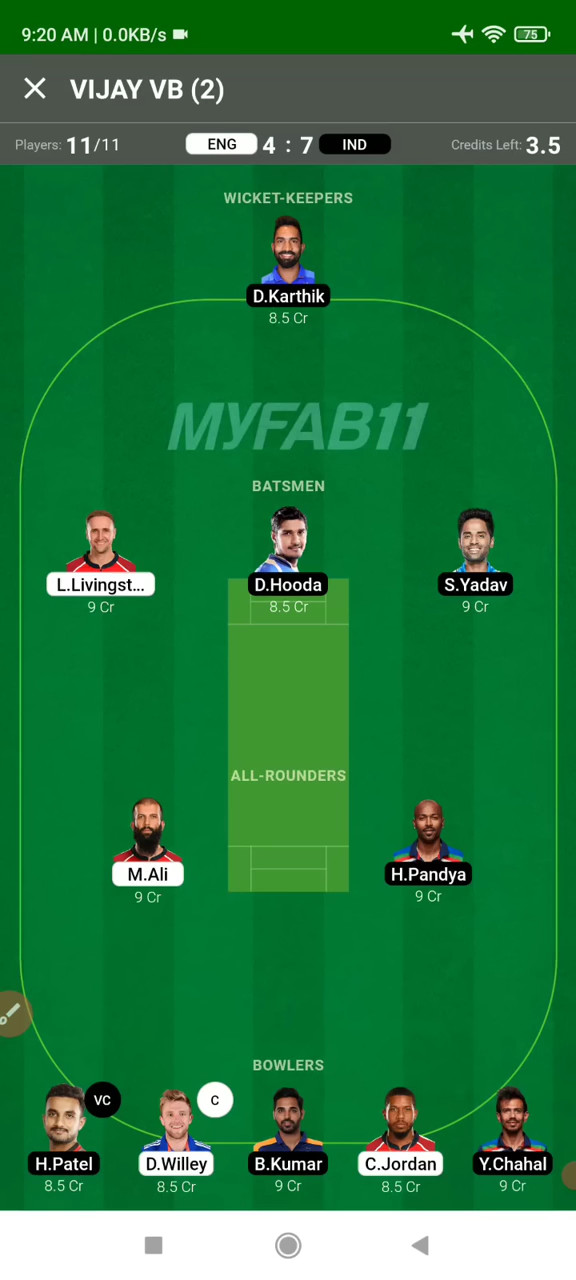 9:20 AM | 0.0KB/s
75
VIJAY VB (2)
Players: 11/11 ENG 4 : 7 IND Credits Left: 3.5
WICKET-KEEPERS
D.Karthik
8.5 Cr
MYFAB11
BATSMEN
L.Livingst... D.Hooda S.Yadav
9 Cr 8.5 Cr 9 Cr
ALL-ROUNDERS
M.Ali H.Pandya
9 Cr 9 Cr
BOWLERS
VC C
H.Patel D.Willey B.Kumar C.Jordan Y.Chahal
8.5 Cr 8.5 Cr 9 Cr 8.5 Cr 9 Cr